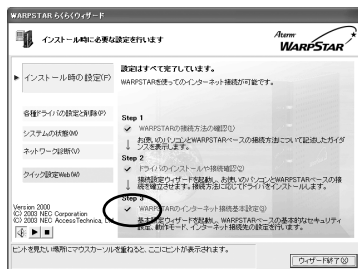 WARPSTAR らくらくウィザード
インストール時に必要な設定を行います
Aterm
WARPSTAR
インストール時の設定(F)
各種ドライバの設定と削除(P)
システムの状態(M)
ネットワーク診断(V)
クイック設定Web(W)
Version 2000
(C) 2003 NEC Corporation
(C) 2003 NEC AccessTechnica, Ltd.
設定はすべて完了しています。
WARPSTARを使ってのインターネット接続が可能です。
Step 1
WARPSTARの接続方法の確認(1)
お使いのパソコンとWARPSTARベースの接続方法について記述したガイダンスを表示します。
Step 2
ドライバのインストールや接続確認(2)
接続設定ウィザードを起動し、お使いのパソコンとWARPSTARベースの接続を確立させます。接続方法に応じてドライバをインストールします。
Step 3
WARPSTARのインターネット接続基本設定(3)
基本設定ウィザードを起動し、WARPSTARベースの基本的なセキュリティ設定、動作モード、インターネット接続先の設定を行います。
ヒントを見たい場所にマウスカーソルを重ねると、ここにヒントが表示されます。
ウィザード終了(X)